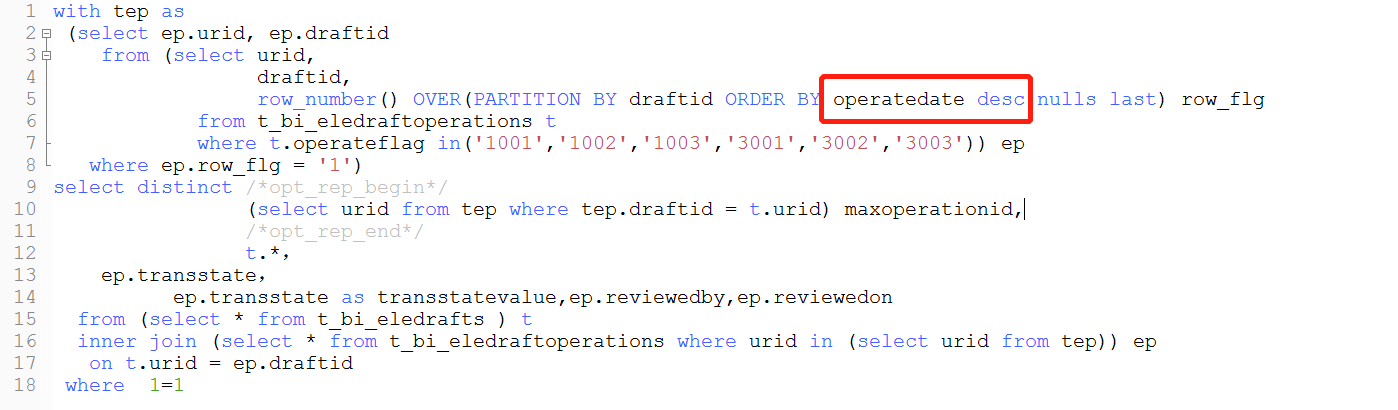 1 with tep as
2 (select ep.urid, ep.draftid
3 from (select urid,
4 draftid,
5 row_number() OVER(PARTITION BY draftid ORDER BY operatedate desc nulls last) row_flg
6 from t_bi_eledraftoperations t
7 where t.operateflag in('1001','1002','1003','3001','3002','3003')) ep
8 where ep.row_flg = '1')
9 select distinct /*opt_rep_begin*/
10 (select urid from tep where tep.draftid = t.urid) maxoperationid,
11 /*opt_rep_end*/
12 t.*，
13 ep.transstate，
14 ep.transstate as transstatevalue,ep.reviewedby,ep.reviewedon
15 from (select * from t_bi_eledrafts ) t
16 inner join (select * from t_bi_eledraftoperations where urid in (select urid from tep)) ep
17 on t.urid = ep.draftid
18 where 1=1